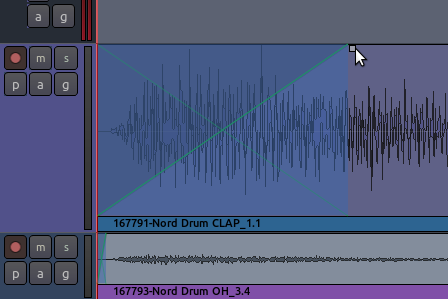 a g
m s
p a g
167791-Nord Drum CLAP_1.1
m s
p a g
167793-Nord Drum OH_3.4